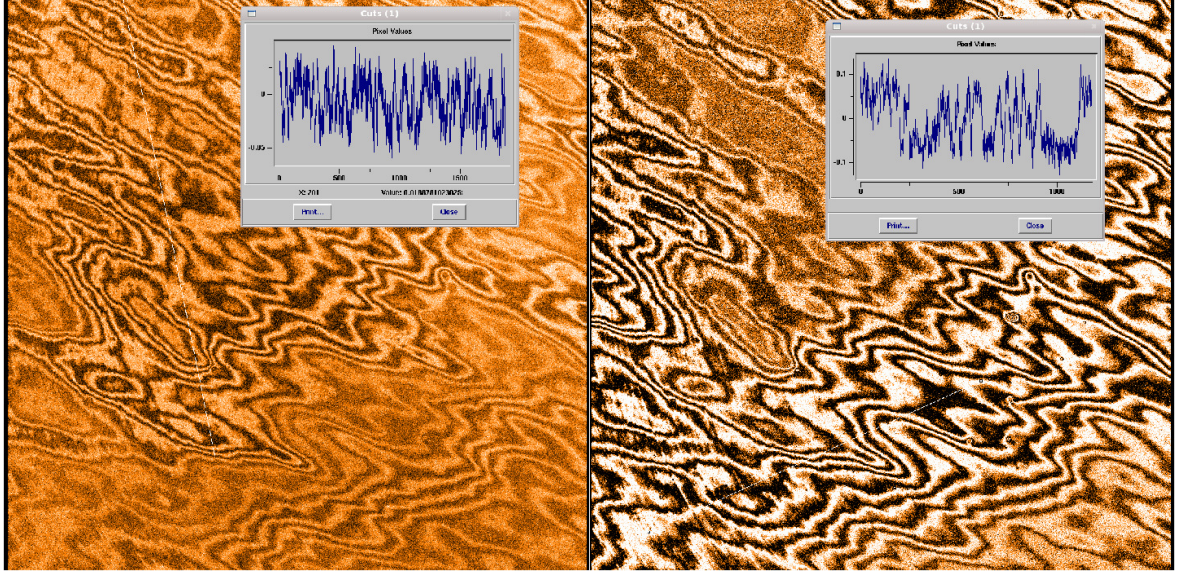 Cuts (1)
Pixel Values
0
-0.05
0 500 1000 1500
X: 201
Print... Close
Cuts (1)
Pixel Values
0.1
0
-0.1
0 500 1000
Print... Close